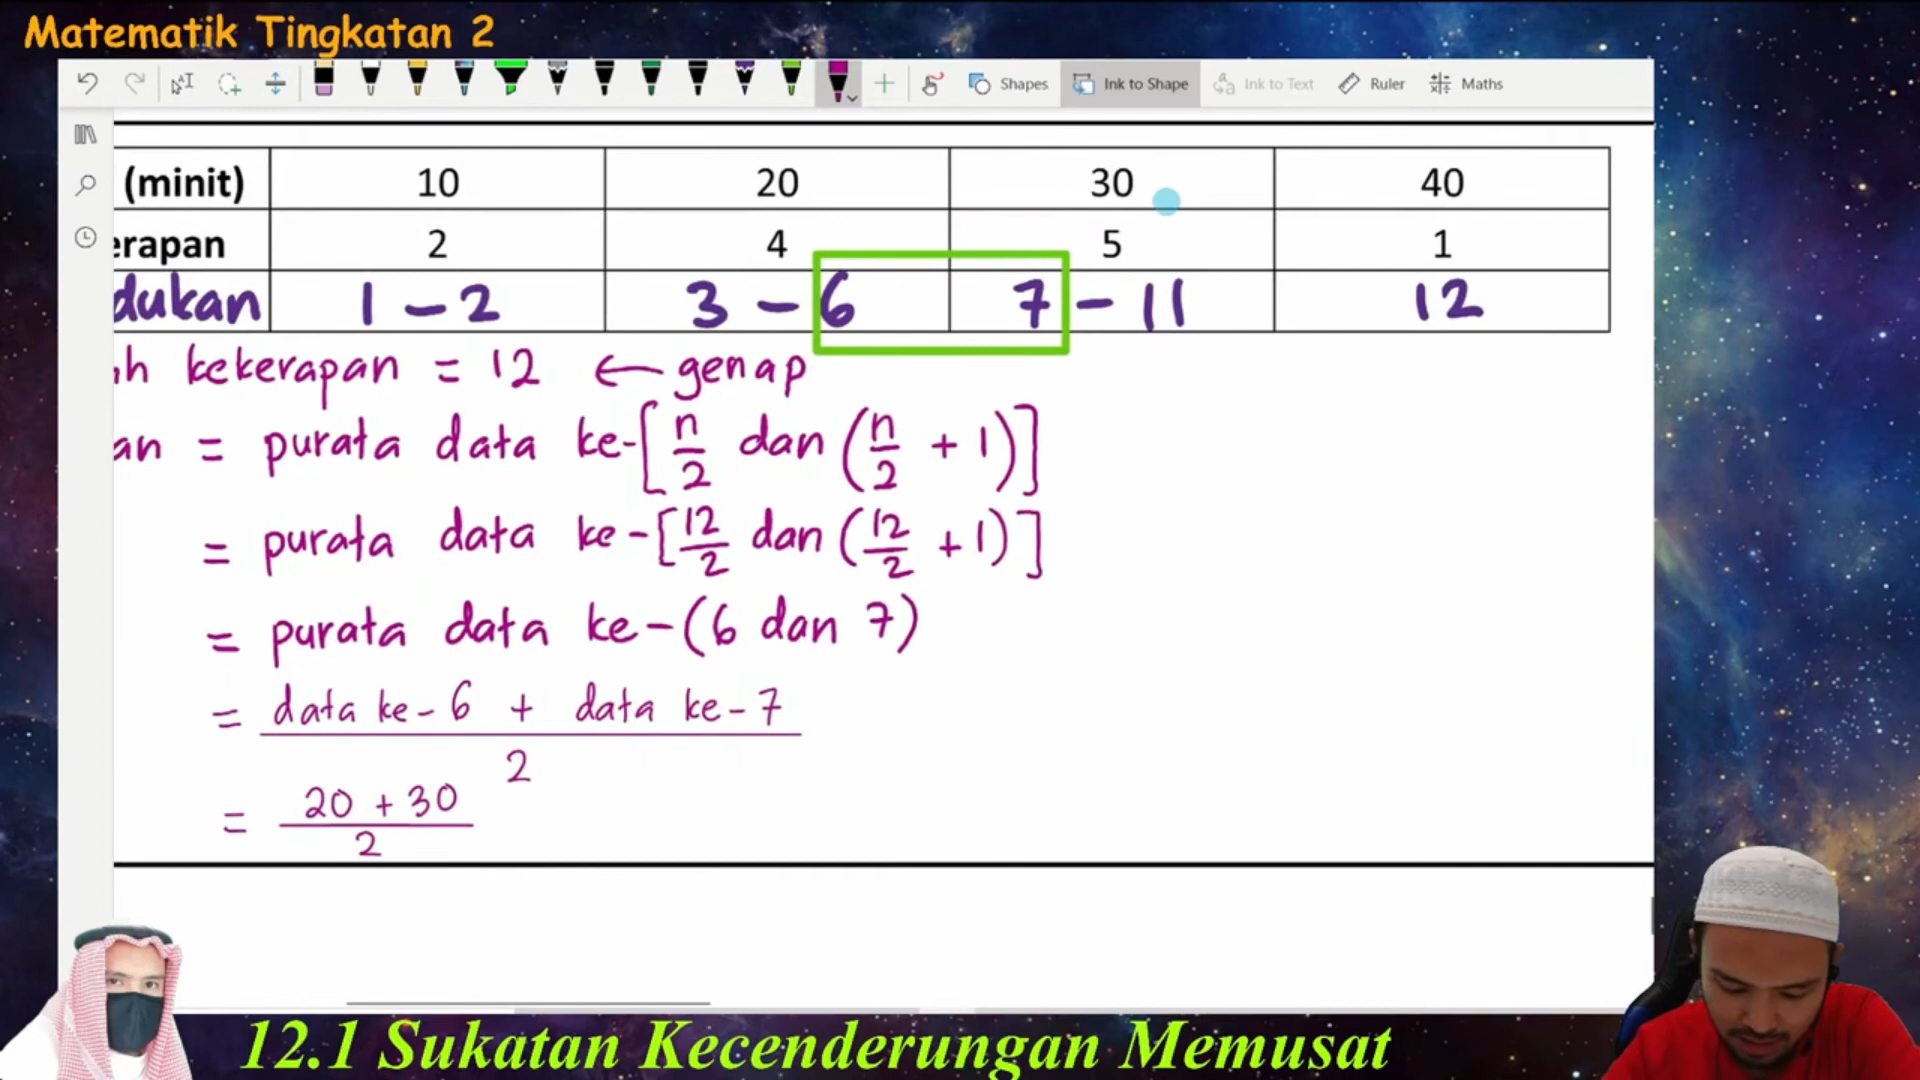 Matematik Tingkatan 2
Shapes Ink to Shape Ink to Text Ruler Maths
(minit) 10 20 30 40
erapan 2 4 5 1
dukan 1 – 2 3 – 6 7 – 11 12
ah kekerapan = 12 ← genap
an = purata data ke-[n/2 dan (n/2 + 1)]
= purata data ke-[12/2 dan (12/2 + 1)]
= purata data ke-(6 dan 7)
= data ke-6 + data ke-7
2
= 20 + 30
2
12.1 Sukatan Kecenderungan Memusat